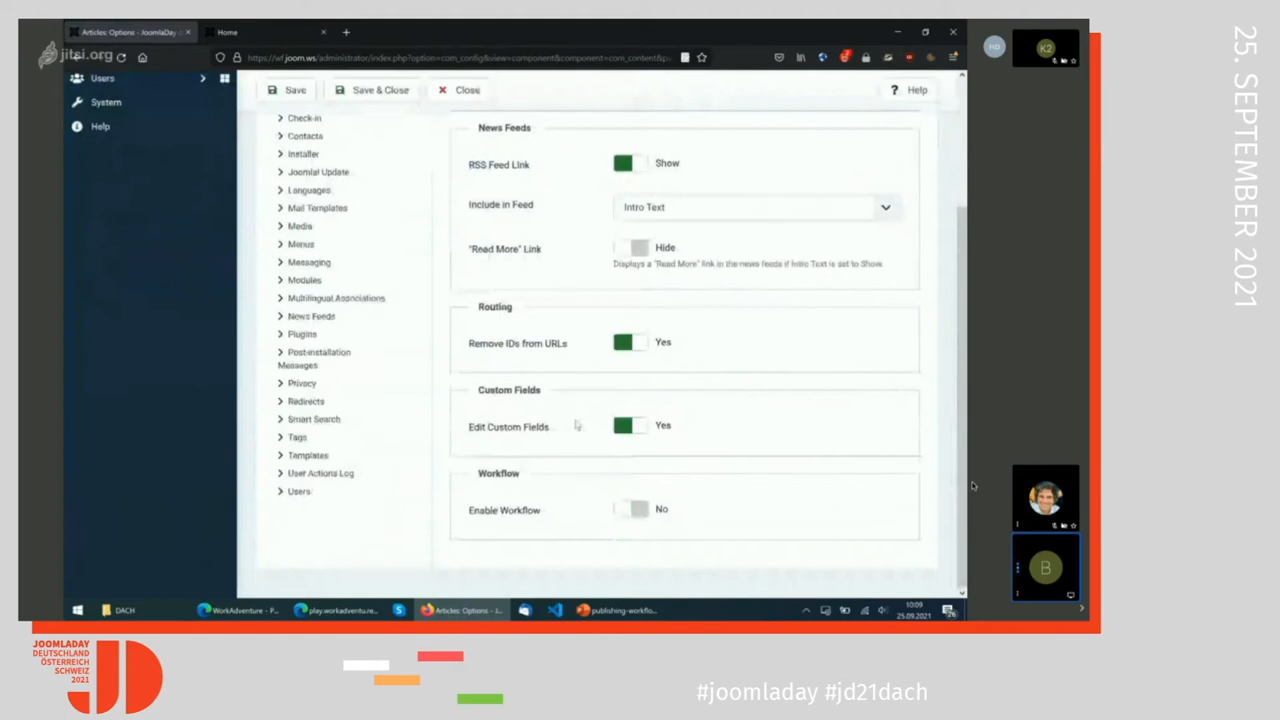 Articles: Options - JoomlaDay
Home
jitsi.org
https://wf.joom.ws/administrator/index.php?option=com_config&view=component&component=com_content&
HD
K2
Users
System
Help
Save
Save & Close
Close
? Help
Check-in
Contacts
Installer
Joomla! Update
Languages
Mail Templates
Media
Menus
Messaging
Modules
Multilingual Associations
News Feeds
Plugins
Post-installation
Messages
Privacy
Redirects
Smart Search
Tags
Templates
User Actions Log
Users
News Feeds
RSS Feed Link
Show
Include in Feed
Intro Text
"Read More" Link
Hide
Displays a "Read More" link in the news feeds if Intro Text is set to Show.
Routing
Remove IDs from URLs
Yes
Custom Fields
Edit Custom Fields
Yes
Workflow
Enable Workflow
No
B
DACH
WorkAdventure - P...
play.workadventu.re...
Articles: Options - J...
publishing-workflo...
10:09
25.09.2021
25. SEPTEMBER 2021
JOOMLADAY
DEUTSCHLAND
ÖSTERREICH
SCHWEIZ
2021
#joomladay #jd21dach